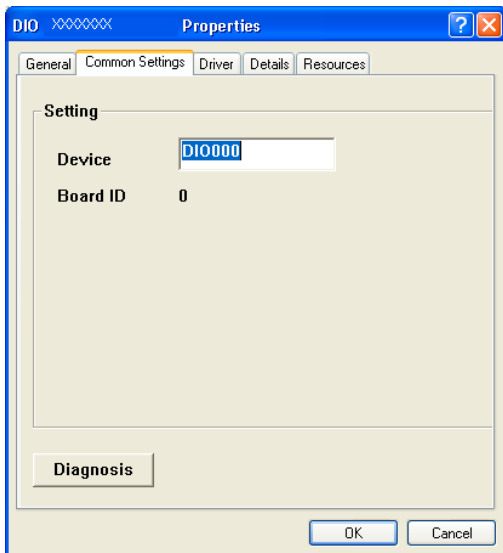 DIO XXXXXXX Properties
General Common Settings Driver Details Resources
Setting
Device DIO000
Board ID 0
Diagnosis
OK Cancel